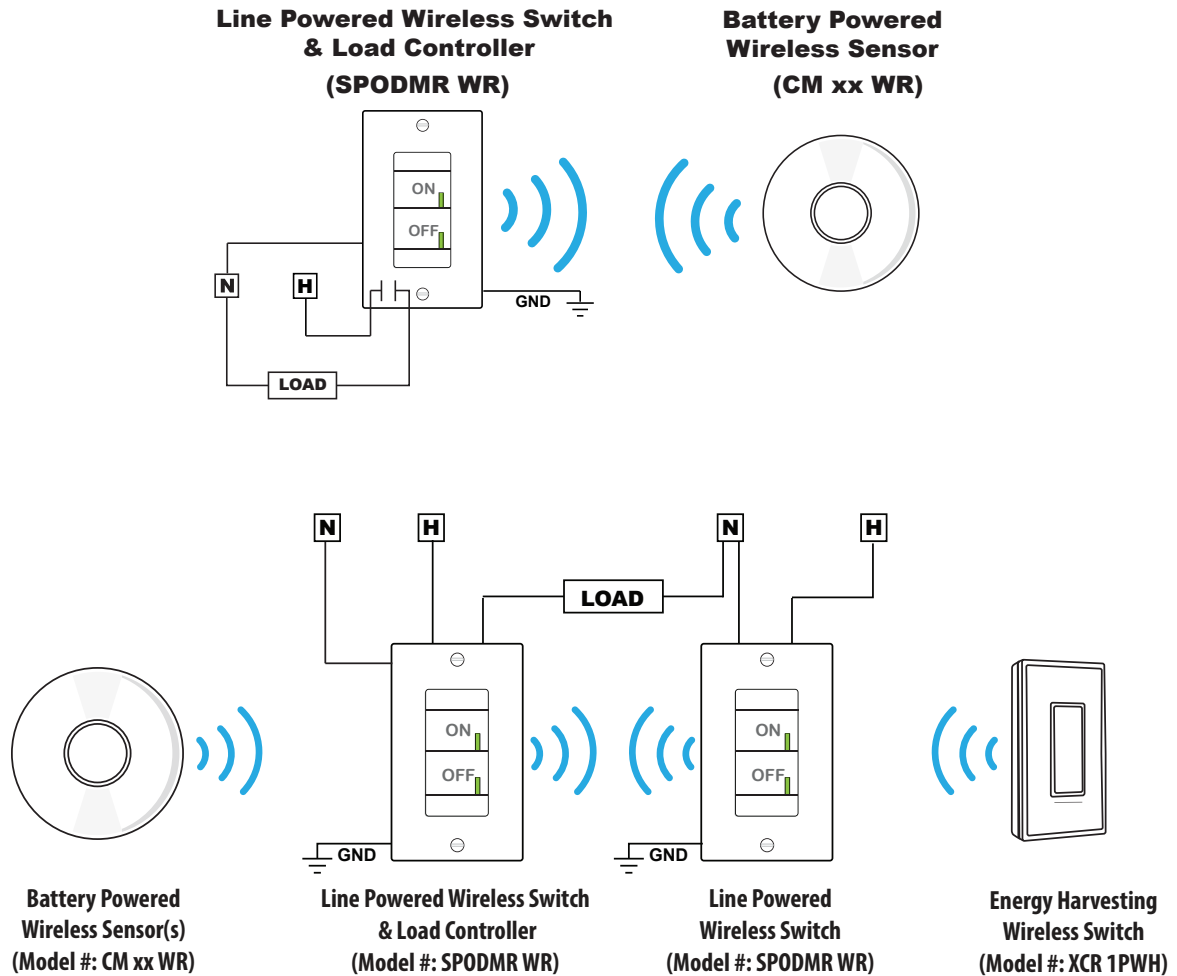 Line Powered Wireless Switch
& Load Controller
(SPODMR WR)
Battery Powered
Wireless Sensor
(CM xx WR)
ON
OFF
N
H
GND
LOAD
N
H
N
H
LOAD
ON
OFF
ON
OFF
GND
GND
Battery Powered
Wireless Sensor(s)
(Model #: CM xx WR)
Line Powered Wireless Switch
& Load Controller
(Model #: SPODMR WR)
Line Powered
Wireless Switch
(Model #: SPODMR WR)
Energy Harvesting
Wireless Switch
(Model #: XCR 1PWH)